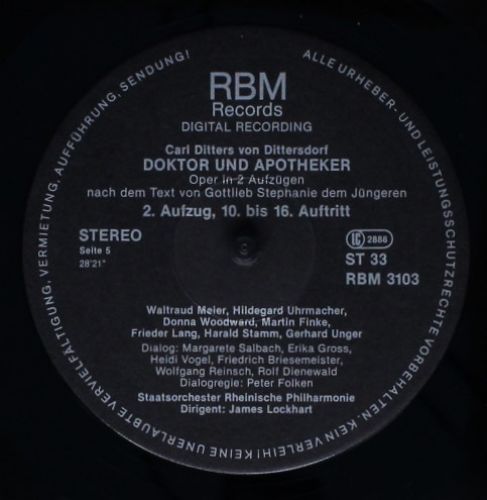 ALLE URHEBER- UND LEISTUNGSSCHUTZRECHTE VORBEHALTEN. KEIN VERLEIH! KEINE UNERLAUBTE VERVIELFÄLTIGUNG, VERMIETUNG, AUFFÜHRUNG, SENDUNG!
RBM
Records
DIGITAL RECORDING
Carl Ditters von Dittersdorf
DOKTOR UND APOTHEKER
Oper in 2 Aufzügen
nach dem Text von Gottlieb Stephanie dem Jüngeren
2. Aufzug, 10. bis 16. Auftritt
STEREO
Seite 5
28'21"
LC 2886
ST 33
RBM 3103
Waltraud Meier, Hildegard Uhrmacher,
Donna Woodward, Martin Finke,
Frieder Lang, Harald Stamm, Gerhard Unger
Dialog: Margarete Salbach, Erika Gross,
Heidi Vogel, Friedrich Briesemeister,
Wolfgang Reinsch, Rolf Dienewald
Dialogregie: Peter Folken
Staatsorchester Rheinische Philharmonie
Dirigent: James Lockhart